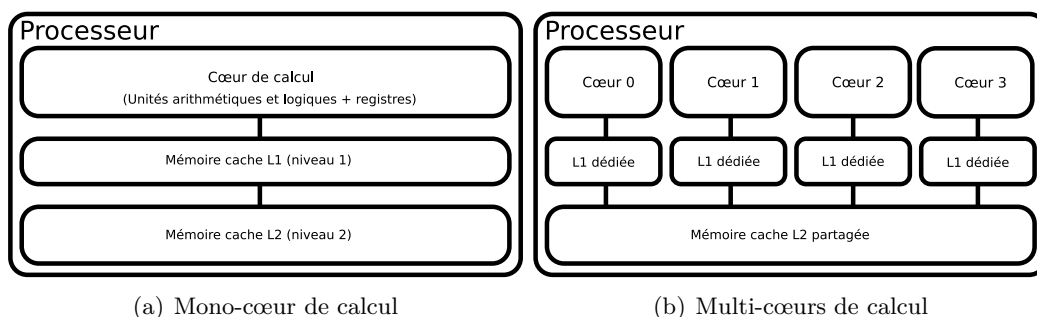 Processeur
Cœur de calcul
(Unités arithmétiques et logiques + registres)
Mémoire cache L1 (niveau 1)
Mémoire cache L2 (niveau 2)
(a) Mono-cœur de calcul
Processeur
Cœur 0
Cœur 1
Cœur 2
Cœur 3
L1 dédiée
L1 dédiée
L1 dédiée
L1 dédiée
Mémoire cache L2 partagée
(b) Multi-cœurs de calcul